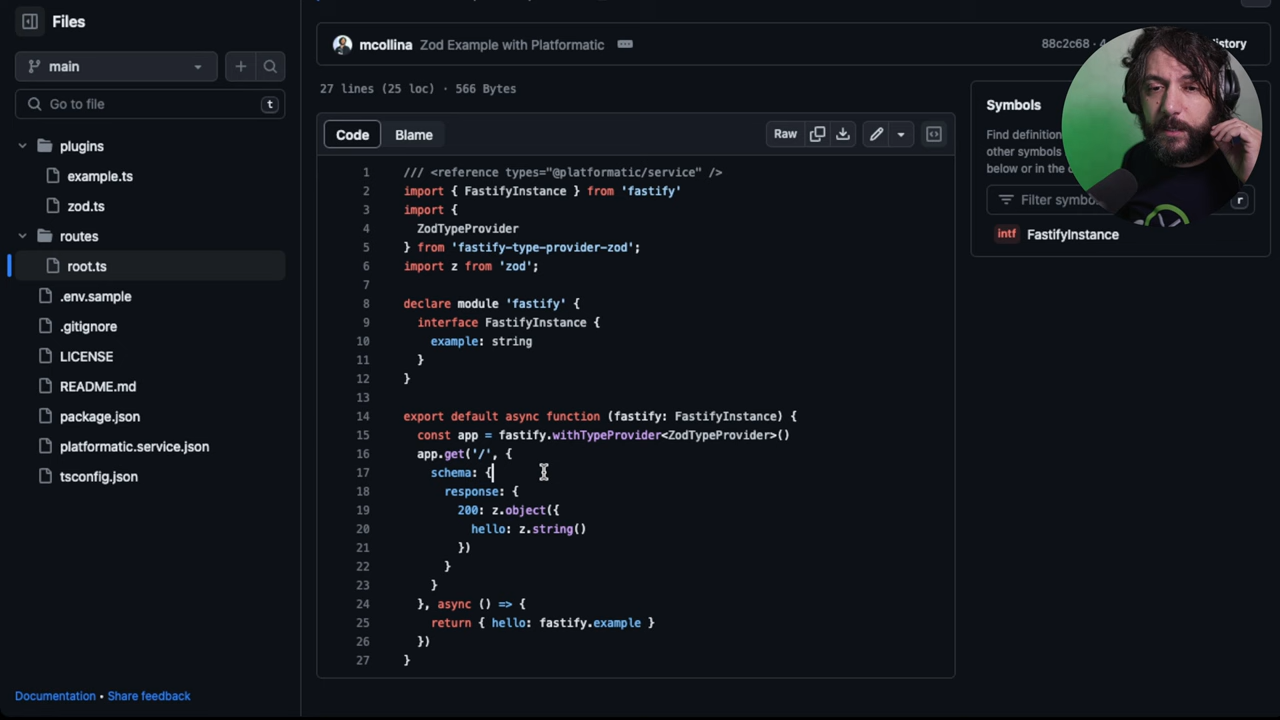 Files
main
Go to file
t
plugins
example.ts
zod.ts
routes
root.ts
.env.sample
.gitignore
LICENSE
README.md
package.json
platformatic.service.json
tsconfig.json
Documentation • Share feedback
mcollina Zod Example with Platformatic
88c2c68 ·
27 lines (25 loc) · 566 Bytes
Code
Blame
Raw
1 /// <reference types="@platformatic/service" />
2 import { FastifyInstance } from 'fastify'
3 import {
4 ZodTypeProvider
5 } from 'fastify-type-provider-zod';
6 import z from 'zod';
7
8 declare module 'fastify' {
9 interface FastifyInstance {
10 example: string
11 }
12 }
13
14 export default async function (fastify: FastifyInstance) {
15 const app = fastify.withTypeProvider<ZodTypeProvider>()
16 app.get('/', {
17 schema: {
18 response: {
19 200: z.object({
20 hello: z.string()
21 })
22 }
23 }
24 }, async () => {
25 return { hello: fastify.example }
26 })
27 }
Symbols
Find
other symbols
below or in the
Filter
r
intf FastifyInstance